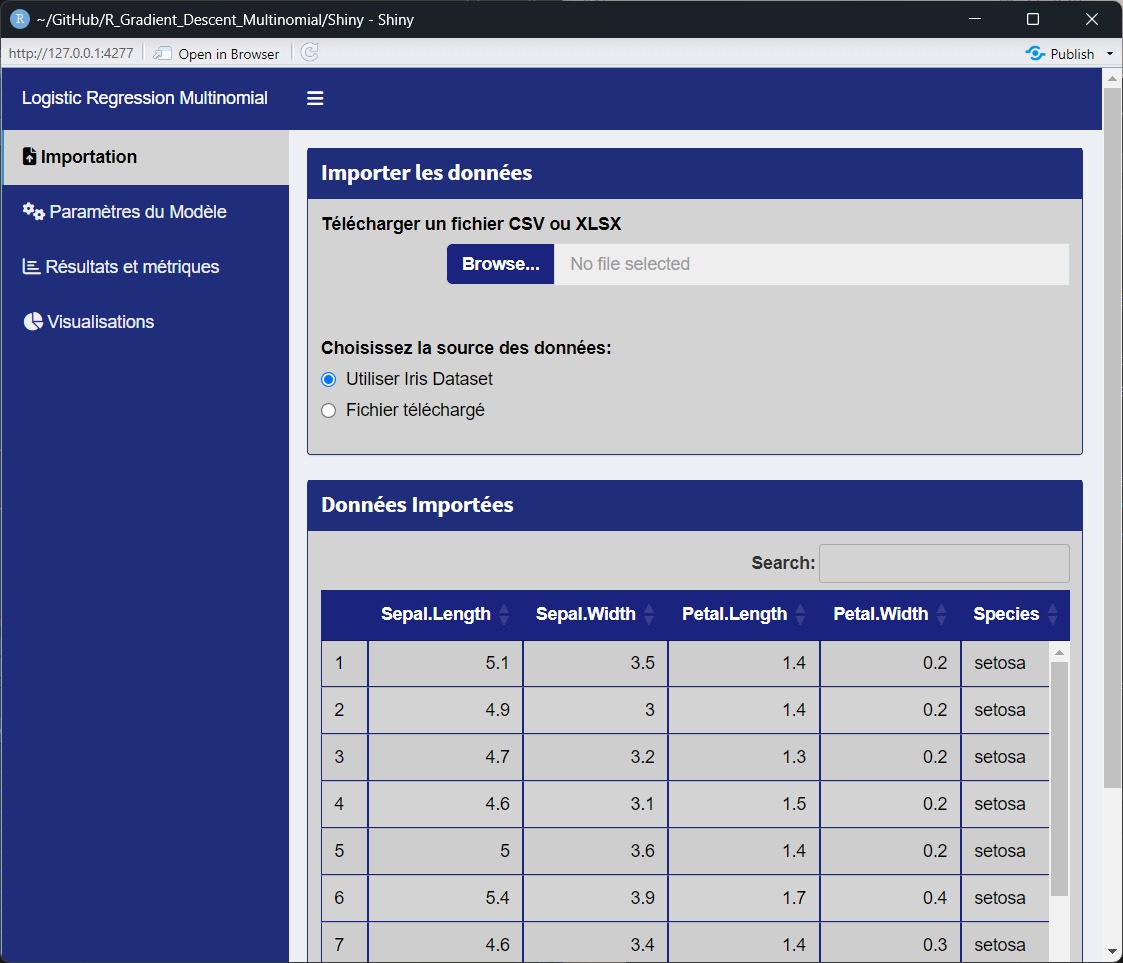 R ~/GitHub/R_Gradient_Descent_Multinomial/Shiny - Shiny
http://127.0.0.1:4277 Open in Browser Publish
Logistic Regression Multinomial
Importation
Paramètres du Modèle
Résultats et métriques
Visualisations
Importer les données
Télécharger un fichier CSV ou XLSX
Browse... No file selected
Choisissez la source des données:
Utiliser Iris Dataset
Fichier téléchargé
Données Importées
Search:
Sepal.Length Sepal.Width Petal.Length Petal.Width Species
1 5.1 3.5 1.4 0.2 setosa
2 4.9 3 1.4 0.2 setosa
3 4.7 3.2 1.3 0.2 setosa
4 4.6 3.1 1.5 0.2 setosa
5 5 3.6 1.4 0.2 setosa
6 5.4 3.9 1.7 0.4 setosa
7 4.6 3.4 1.4 0.3 setosa